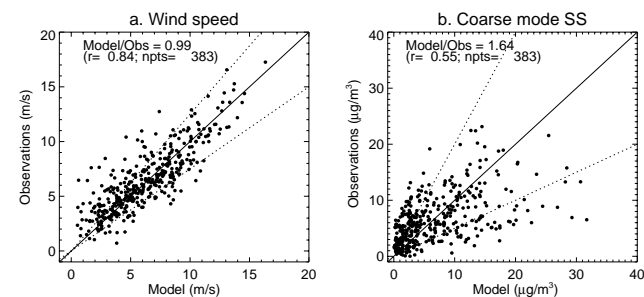 a. Wind speed
Model/Obs = 0.99
(r= 0.84; npts= 383)
20
15
10
5
0
Observations (m/s)
0 5 10 15 20
Model (m/s)
b. Coarse mode SS
Model/Obs = 1.64
(r= 0.55; npts= 383)
40
30
20
10
0
Observations (μg/m³)
0 10 20 30 40
Model (μg/m³)